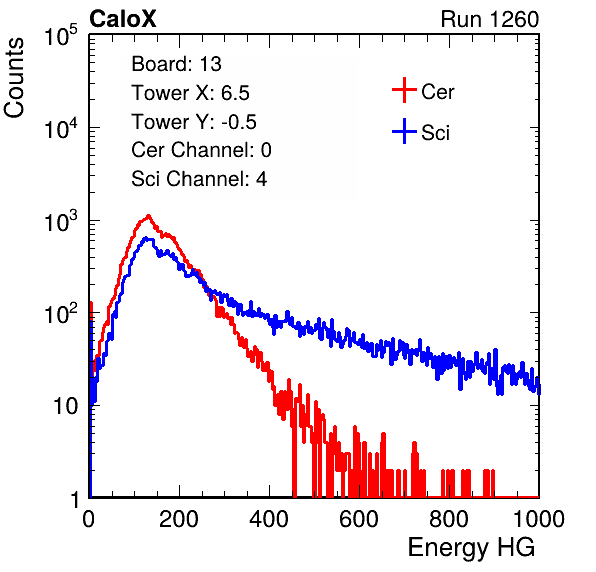 CaloX Run 1260
Counts
10^5
10^4
10^3
10^2
10
1
Board: 13
Tower X: 6.5
Tower Y: -0.5
Cer Channel: 0
Sci Channel: 4
Cer
Sci
0 200 400 600 800 1000
Energy HG